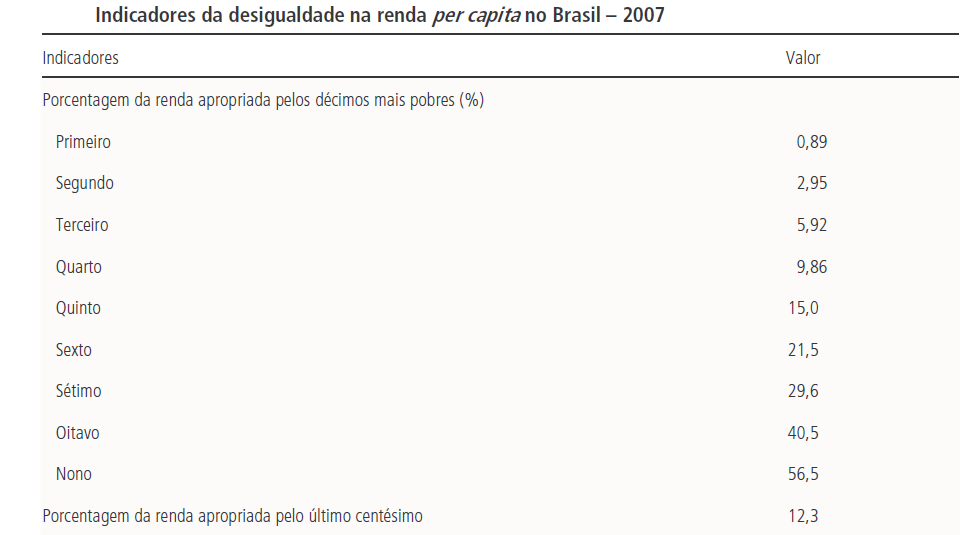 Indicadores da desigualdade na renda per capita no Brasil – 2007
Indicadores Valor
Porcentagem da renda apropriada pelos décimos mais pobres (%)
Primeiro 0,89
Segundo 2,95
Terceiro 5,92
Quarto 9,86
Quinto 15,0
Sexto 21,5
Sétimo 29,6
Oitavo 40,5
Nono 56,5
Porcentagem da renda apropriada pelo último centésimo 12,3